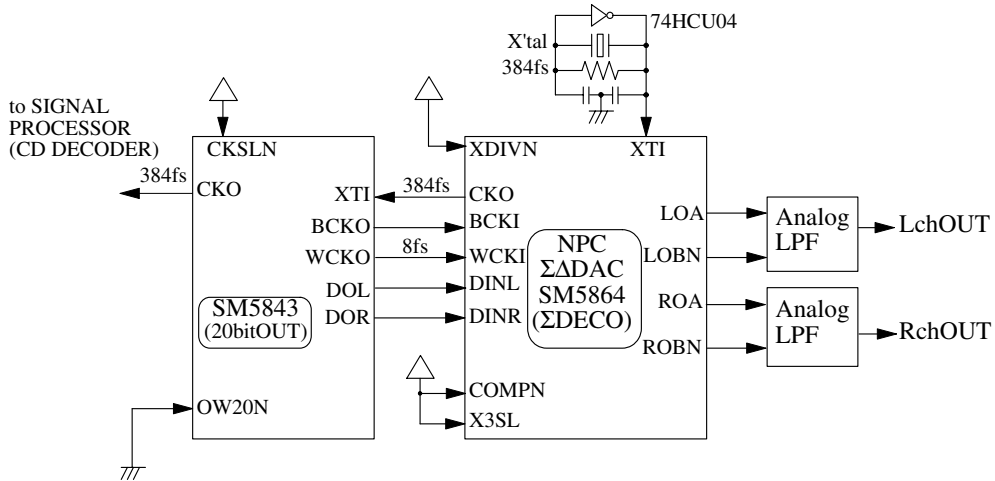 74HCU04
X'tal
384fs
to SIGNAL
PROCESSOR
(CD DECODER)
CKSLN
XDIVN
XTI
384fs
CKO
XTI
384fs
CKO
BCKO
BCKI
WCKO
8fs
WCKI
DOL
DINL
DOR
DINR
SM5843
(20bitOUT)
NPC
ΣΔDAC
SM5864
(ΣDECO)
LOA
LOBN
ROA
ROBN
Analog
LPF
LchOUT
Analog
LPF
RchOUT
OW20N
COMPN
X3SL